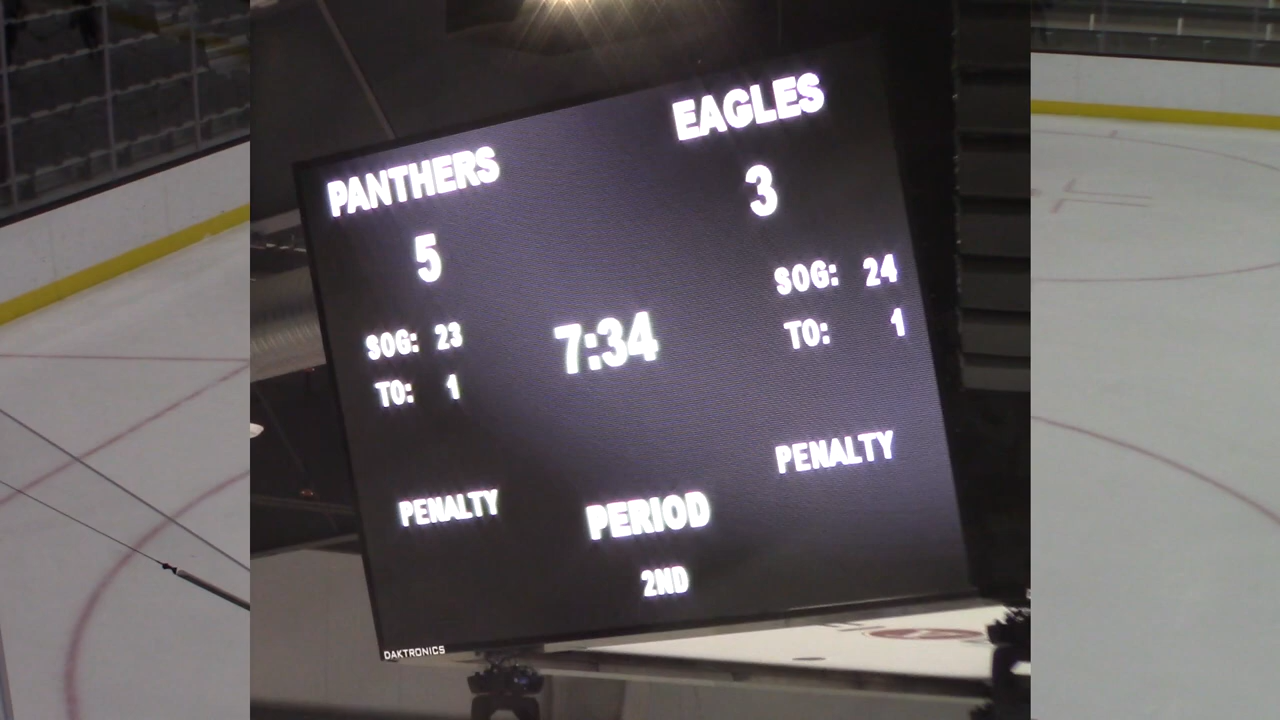 PANTHERS
5
SOG: 23
TO: 1
PENALTY
EAGLES
3
SOG: 24
TO: 1
PENALTY
7:34
PERIOD
2ND
DAKTRONICS